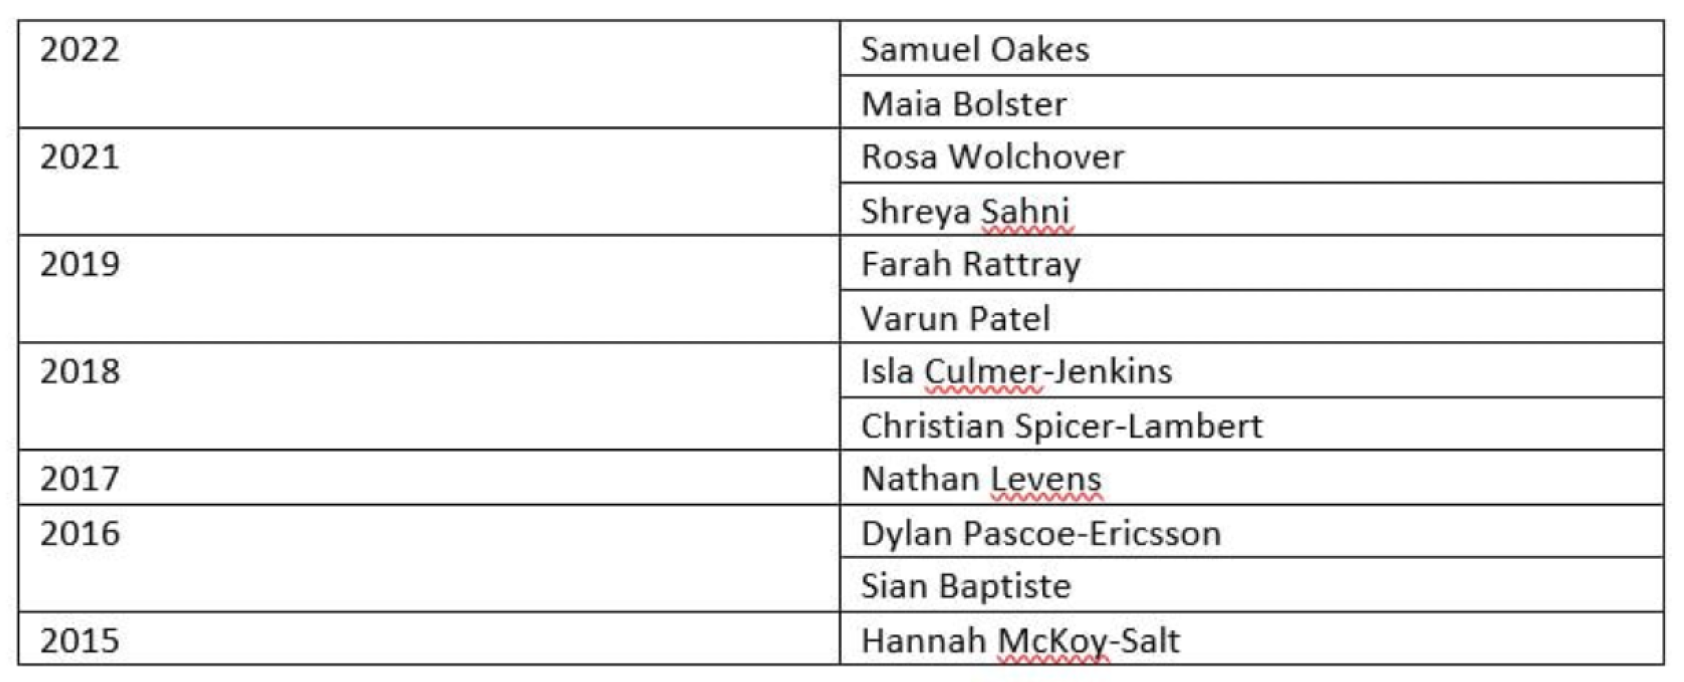 2022 Samuel Oakes
Maia Bolster
2021 Rosa Wolchover
Shreya Sahni
2019 Farah Rattray
Varun Patel
2018 Isla Culmer-Jenkins
Christian Spicer-Lambert
2017 Nathan Levens
2016 Dylan Pascoe-Ericsson
Sian Baptiste
2015 Hannah McKoy-Salt